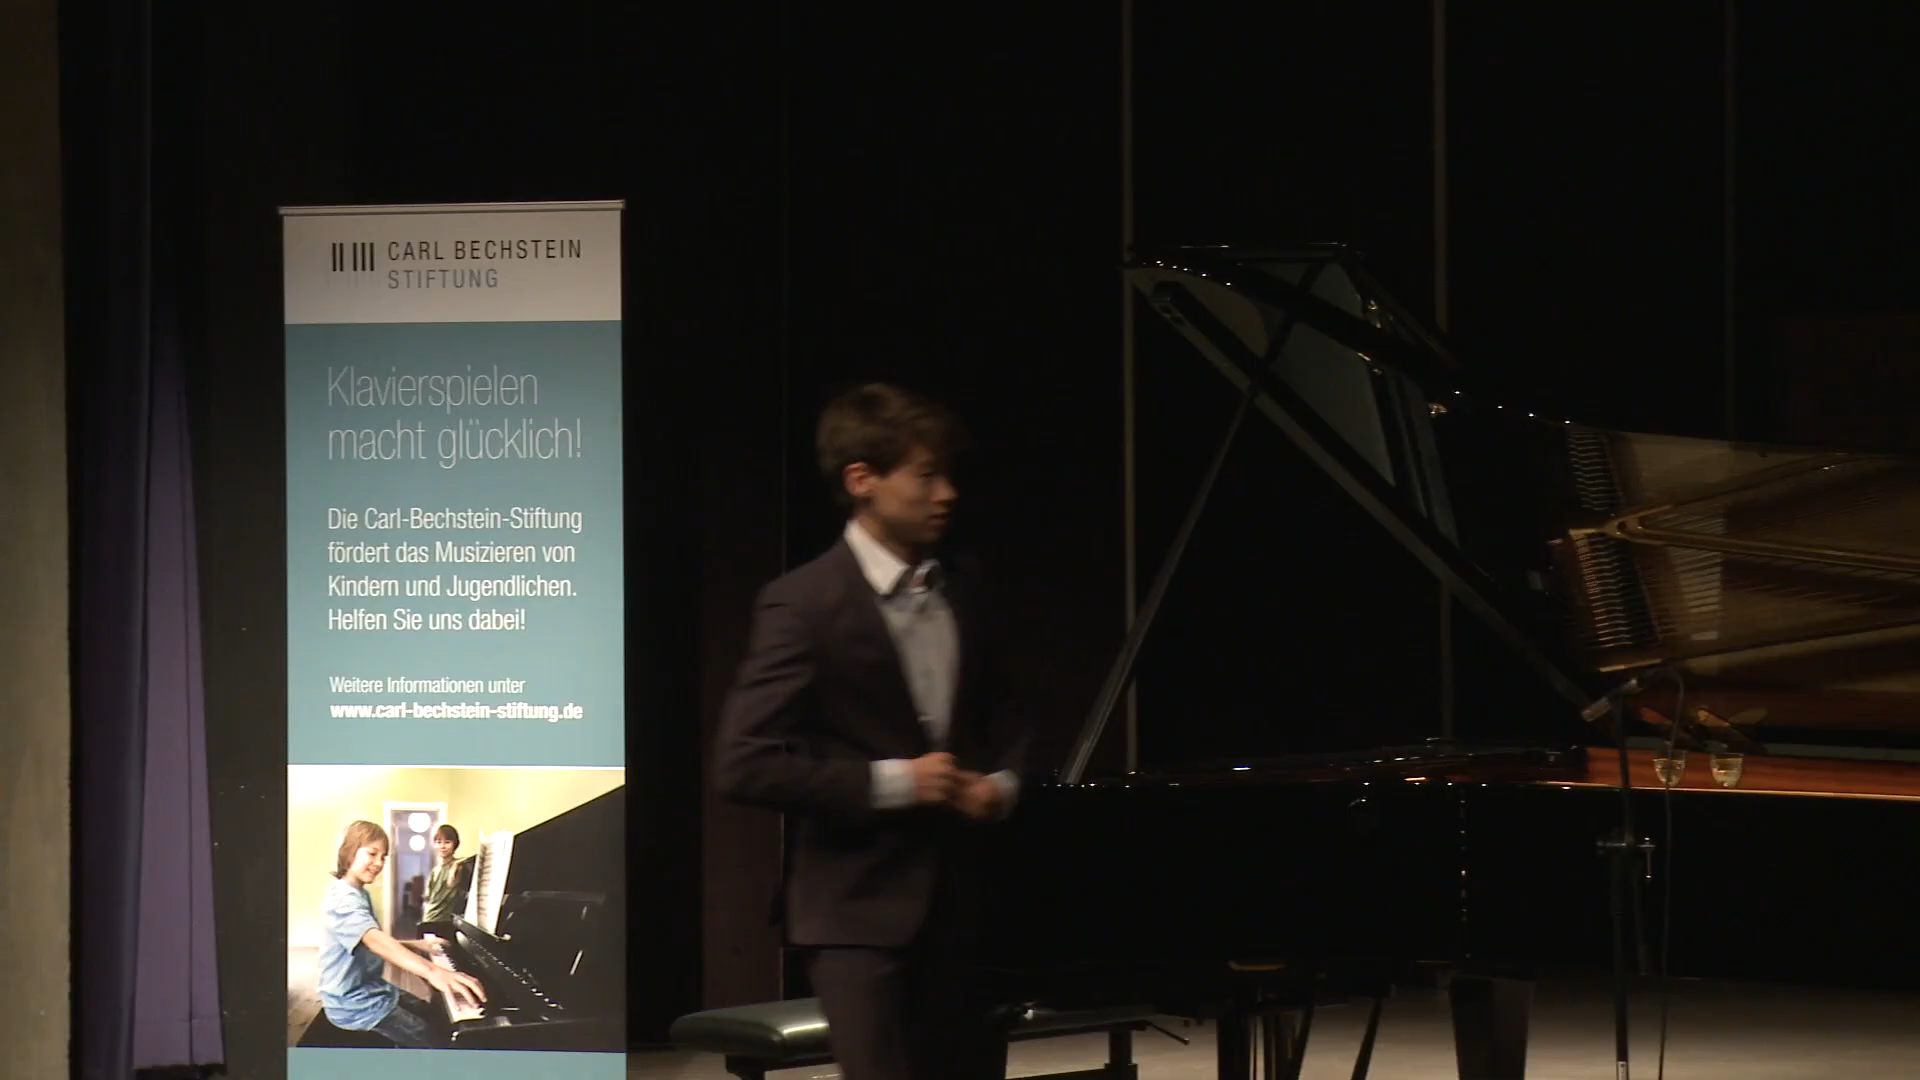 CARL BECHSTEIN
STIFTUNG
Klavierspielen
macht glücklich!
Die Carl-Bechstein-Stiftung
fördert das Musizieren von
Kindern und Jugendlichen.
Helfen Sie uns dabei!
Weitere Informationen unter
www.carl-bechstein-stiftung.de